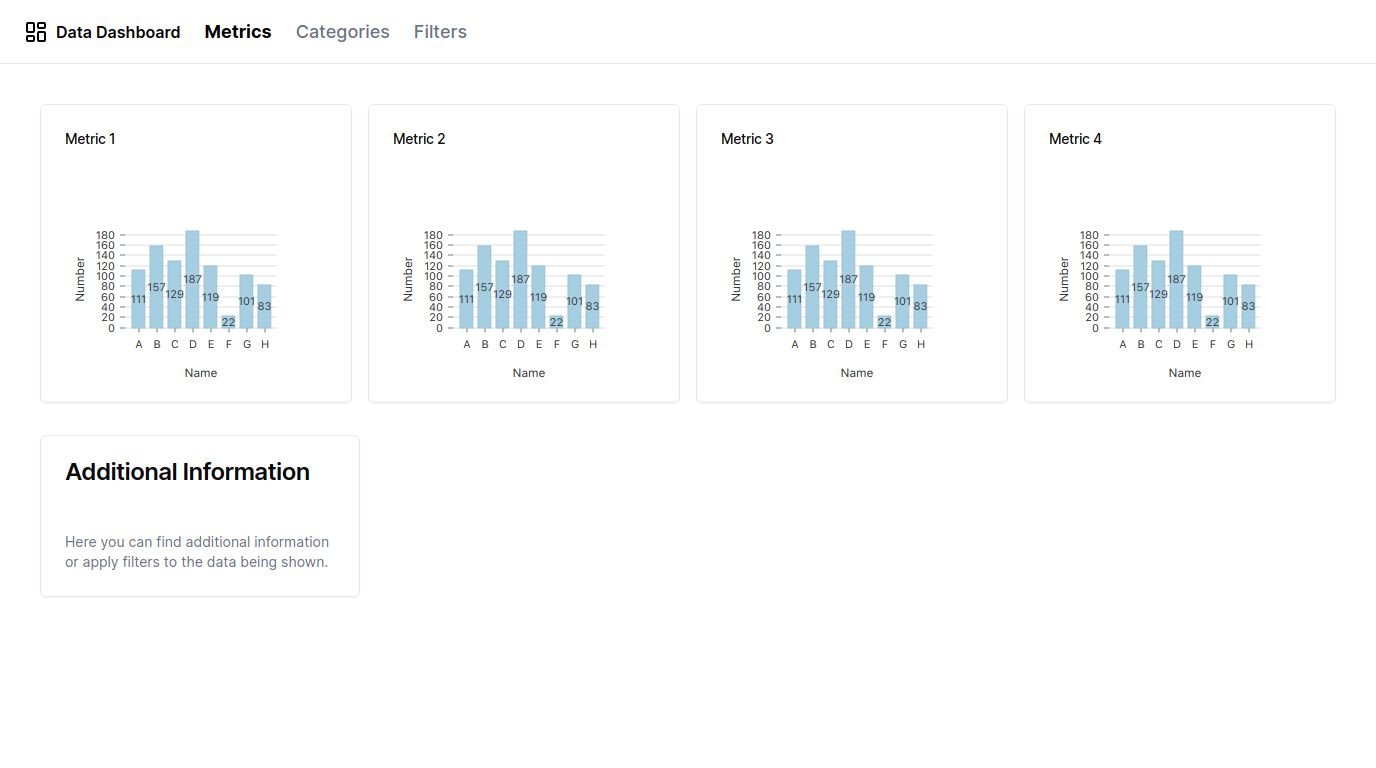 Data Dashboard Metrics Categories Filters
Metric 1
180
160
140
120
100
80
60
40
20
0
Number
111 157 129 187 119 22 101 83
A B C D E F G H
Name
Metric 2
180
160
140
120
100
80
60
40
20
0
Number
111 157 129 187 119 22 101 83
A B C D E F G H
Name
Metric 3
180
160
140
120
100
80
60
40
20
0
Number
111 157 129 187 119 22 101 83
A B C D E F G H
Name
Metric 4
180
160
140
120
100
80
60
40
20
0
Number
111 157 129 187 119 22 101 83
A B C D E F G H
Name
Additional Information
Here you can find additional information
or apply filters to the data being shown.